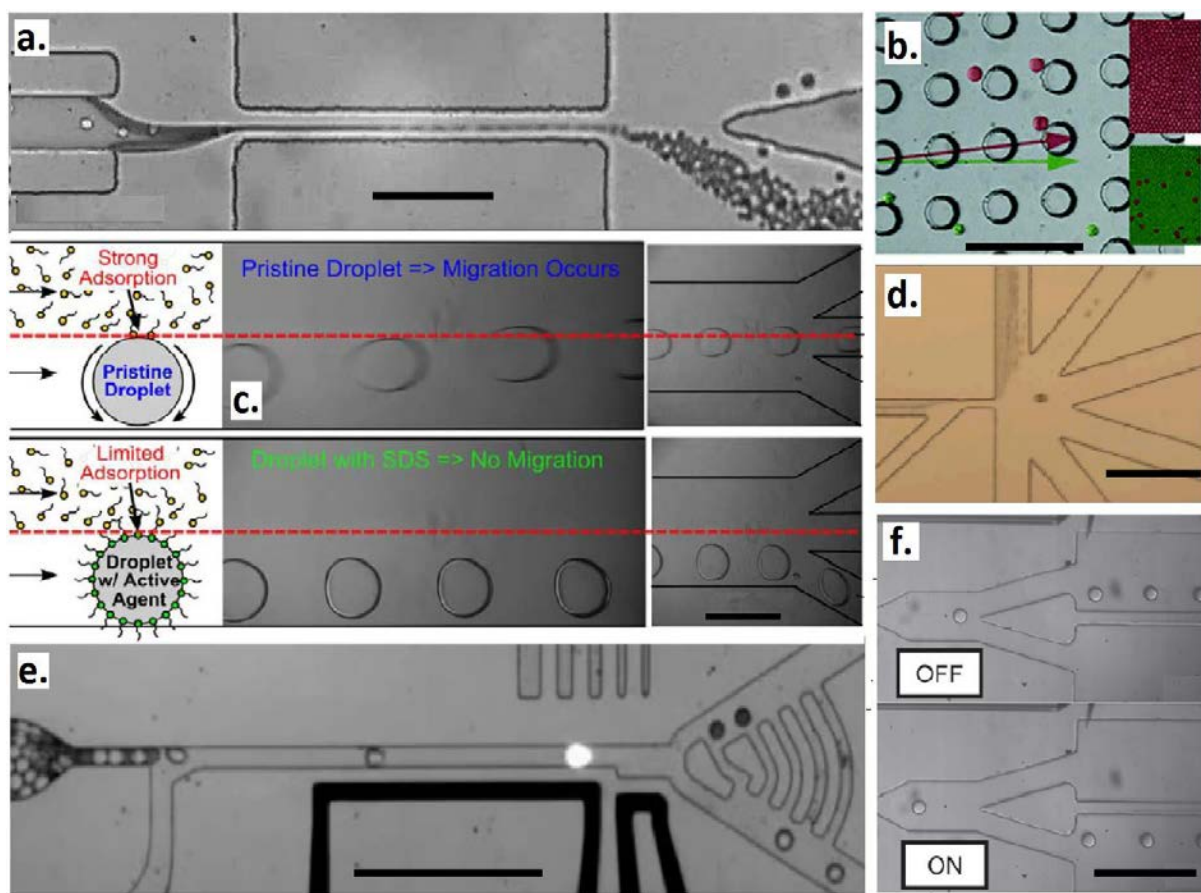 a.
b.
Strong
Adsorption
Pristine Droplet => Migration Occurs
Pristine
Droplet
c.
d.
Limited
Adsorption
Droplet with SDS => No Migration
Droplet
w/ Active
Agent
f.
OFF
e.
ON